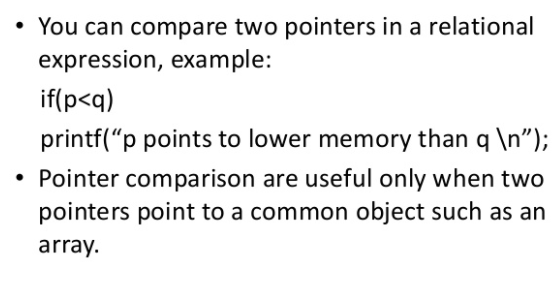 • You can compare two pointers in a relational
expression, example:
if(p<q)
printf(“p points to lower memory than q \n”);
• Pointer comparison are useful only when two
pointers point to a common object such as an
array.